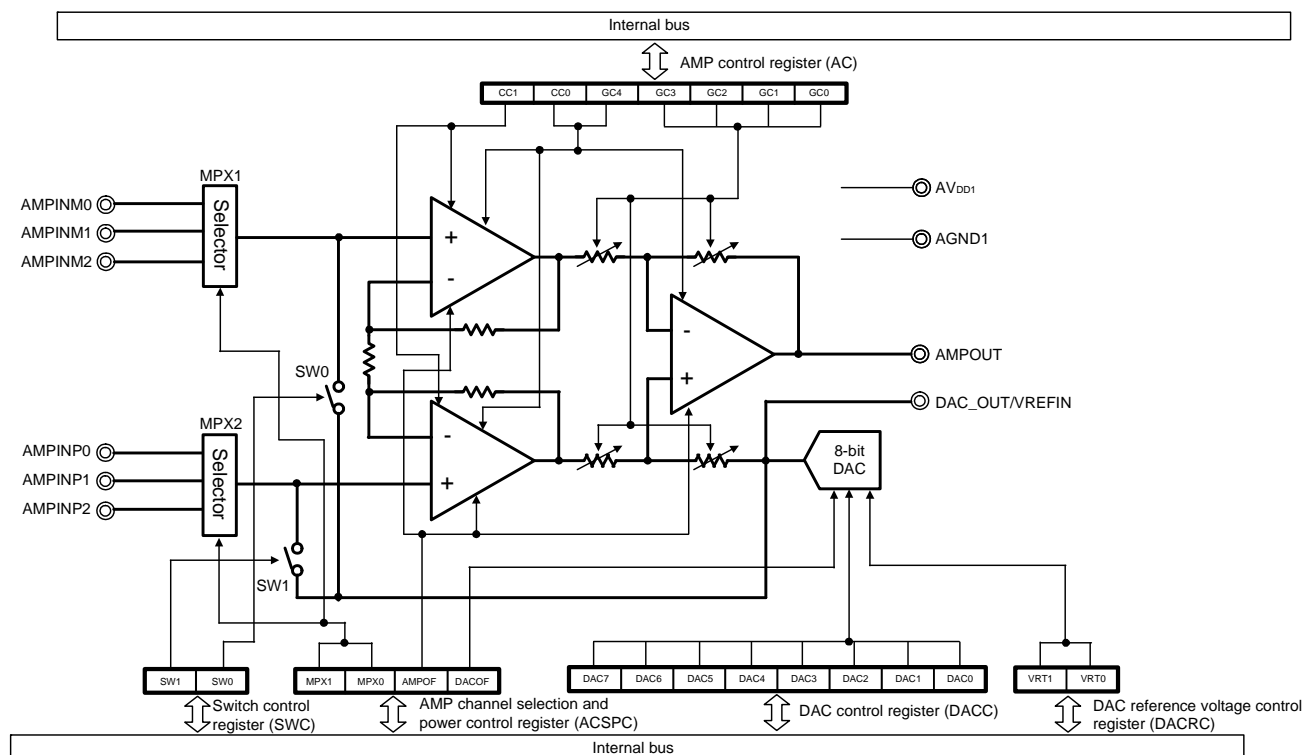 Internal bus
AMP control register (AC)
CC1 CC0 GC4 GC3 GC2 GC1 GC0
MPX1
Selector
AMPINM0
AMPINM1
AMPINM2
AVDD1
AGND1
+
-
-
+
AMPOUT
DAC_OUT/VREFIN
SW0
MPX2
Selector
AMPINP0
AMPINP1
AMPINP2
-
+
8-bit
DAC
SW1
SW1 SW0
Switch control
register (SWC)
MPX1 MPX0 AMPOF DACOF
AMP channel selection and
power control register (ACSPC)
DAC7 DAC6 DAC5 DAC4 DAC3 DAC2 DAC1 DAC0
DAC control register (DACC)
VRT1 VRT0
DAC reference voltage control
register (DACRC)
Internal bus